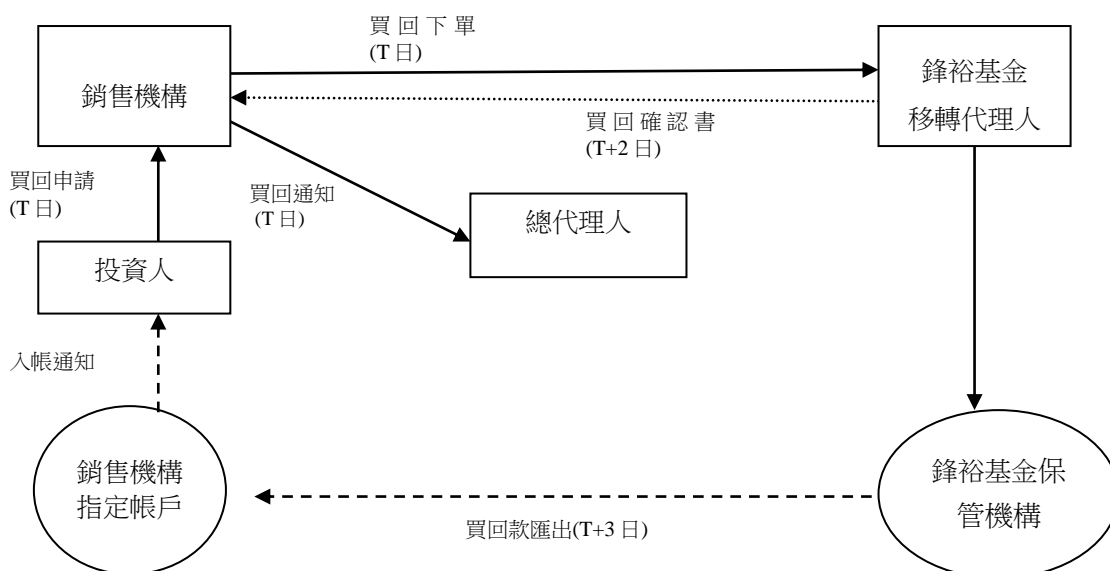 買回下單
(T 日)
銷售機構
鋒裕基金
移轉代理人
買回確認書
(T+2 日)
買回申請
(T 日)
買回通知
(T 日)
總代理人
投資人
入帳通知
銷售機構
指定帳戶
鋒裕基金保
管機構
買回款匯出(T+3 日)